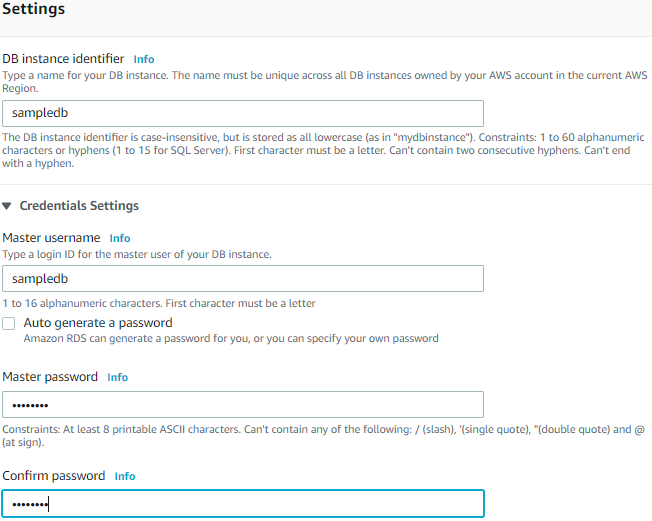 Settings
DB instance identifier Info
Type a name for your DB instance. The name must be unique across all DB instances owned by your AWS account in the current AWS
Region.
sampledb
The DB instance identifier is case-insensitive, but is stored as all lowercase (as in "mydbinstance"). Constraints: 1 to 60 alphanumeric
characters or hyphens (1 to 15 for SQL Server). First character must be a letter. Can't contain two consecutive hyphens. Can't end
with a hyphen.
Credentials Settings
Master username Info
Type a login ID for the master user of your DB instance.
sampledb
1 to 16 alphanumeric characters. First character must be a letter
Auto generate a password
Amazon RDS can generate a password for you, or you can specify your own password
Master password Info
••••••••
Constraints: At least 8 printable ASCII characters. Can't contain any of the following: / (slash), '(single quote), "(double quote) and @
(at sign).
Confirm password Info
••••••••